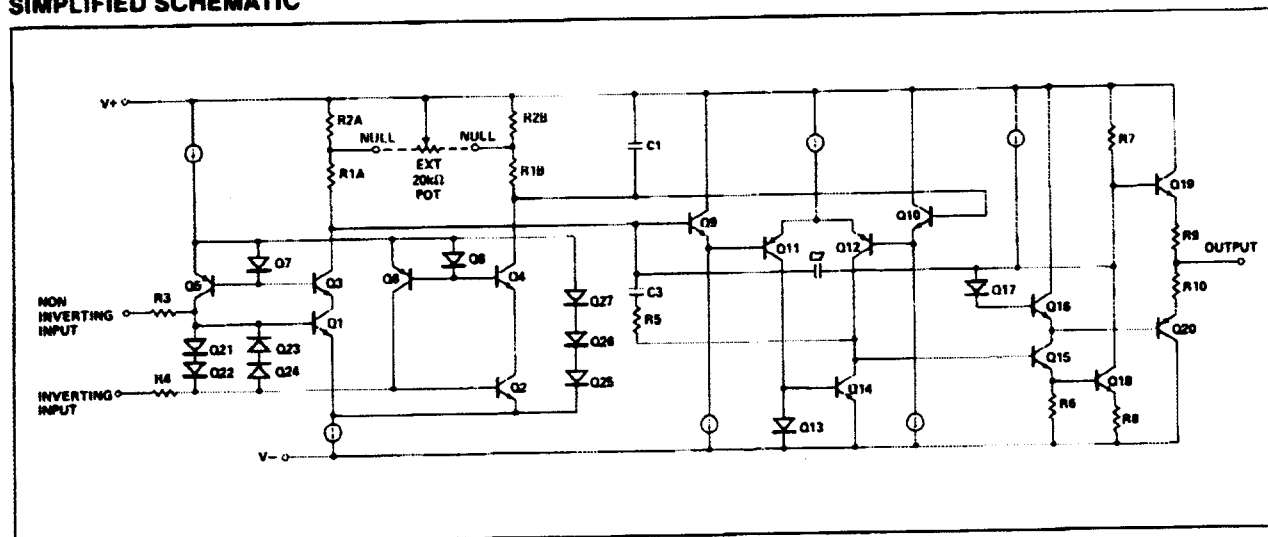 SIMPLIFIED SCHEMATIC
V+
R2A
NULL
NULL
R2B
R1A
EXT
20kΩ
POT
R1B
C1
Q9
Q10
R7
Q19
Q11
Q12
R9
OUTPUT
Q7
Q8
Q5
Q3
Q6
Q4
C2
Q17
Q16
R10
Q20
NON
INVERTING
INPUT
R3
Q1
Q27
C3
R5
Q21
Q23
Q26
Q15
Q22
Q24
Q25
INVERTING
INPUT
R4
Q2
Q14
Q18
Q13
R6
R8
V−